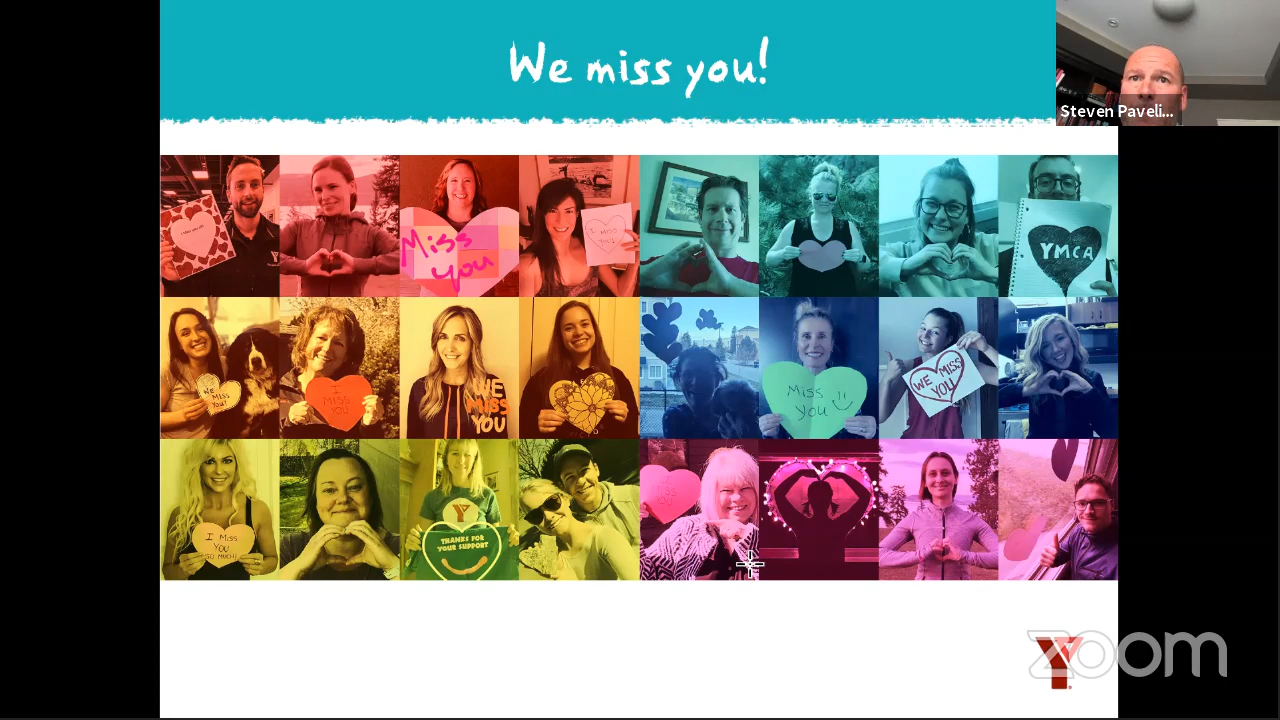 We miss you!
Steven Paveli...
Miss
you
I MISS
YOU!
YMCA
WE
MISS
YOU!
I
MISS
YOU
WE
MISS
YOU
Miss
You
WE MISS
YOU!
I MISS
YOU
SO MUCH!
THANKS FOR
YOUR SUPPORT
Y
zoom